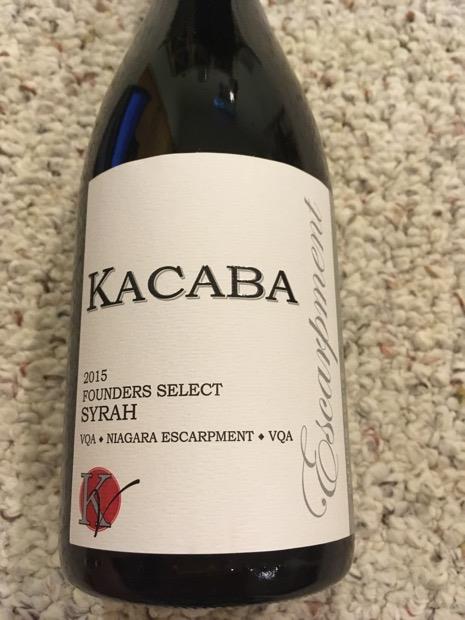 KACABA
2015
FOUNDERS SELECT
SYRAH
VQA ♦ NIAGARA ESCARPMENT ♦ VQA
K
Escarpment